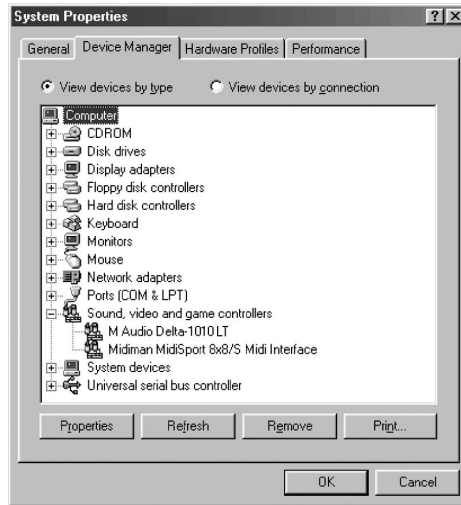 System Properties
General Device Manager Hardware Profiles Performance
View devices by type View devices by connection
Computer
CDROM
Disk drives
Display adapters
Floppy disk controllers
Hard disk controllers
Keyboard
Monitors
Mouse
Network adapters
Ports (COM & LPT)
Sound, video and game controllers
M Audio Delta-1010LT
Midiman MidiSport 8x8/S Midi Interface
System devices
Universal serial bus controller
Properties Refresh Remove Print...
OK Cancel